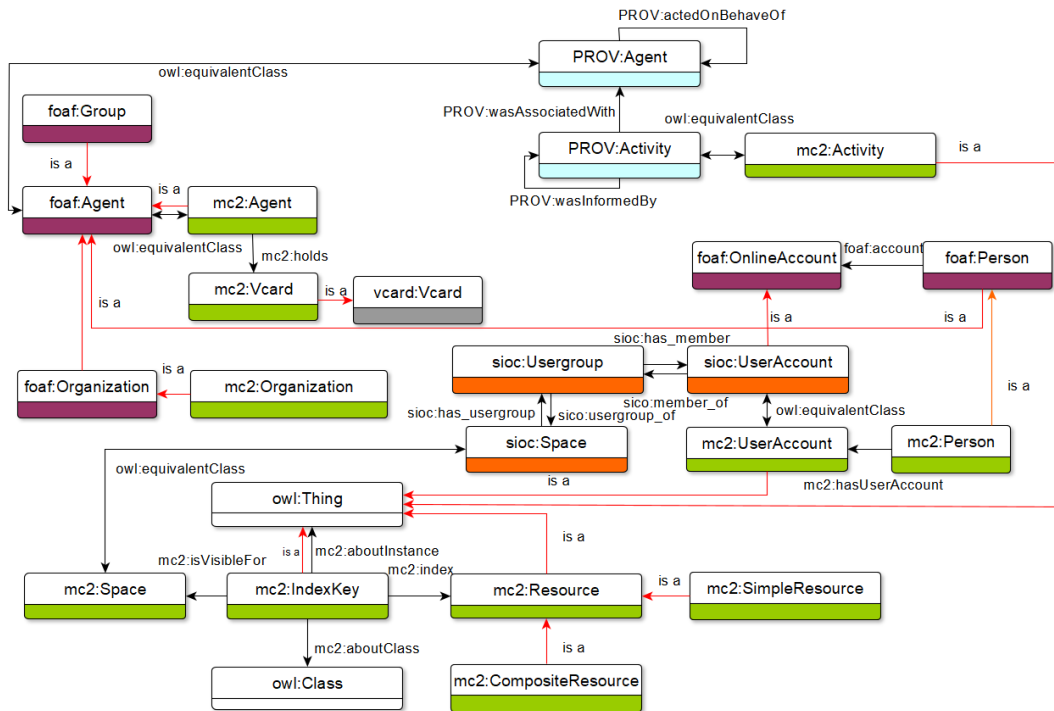 PROV:actedOnBehaveOf
PROV:Agent
owl:equivalentClass
foaf:Group
PROV:wasAssociatedWith
owl:equivalentClass
PROV:Activity
mc2:Activity
is a
is a
PROV:wasInformedBy
foaf:Agent
is a
mc2:Agent
owl:equivalentClass
mc2:holds
foaf:OnlineAccount
foaf:account
foaf:Person
mc2:Vcard
is a
vcard:Vcard
is a
is a
is a
sioc:has_member
sioc:Usergroup
sioc:UserAccount
foaf:Organization
is a
mc2:Organization
is a
sico:member_of
sioc:has_usergroup
sico:usergroup_of
owl:equivalentClass
sioc:Space
mc2:UserAccount
mc2:Person
owl:equivalentClass
is a
mc2:hasUserAccount
owl:Thing
is a
is a
mc2:aboutInstance
mc2:isVisibleFor
mc2:index
mc2:Space
mc2:IndexKey
mc2:Resource
is a
mc2:SimpleResource
mc2:aboutClass
is a
owl:Class
mc2:CompositeResource